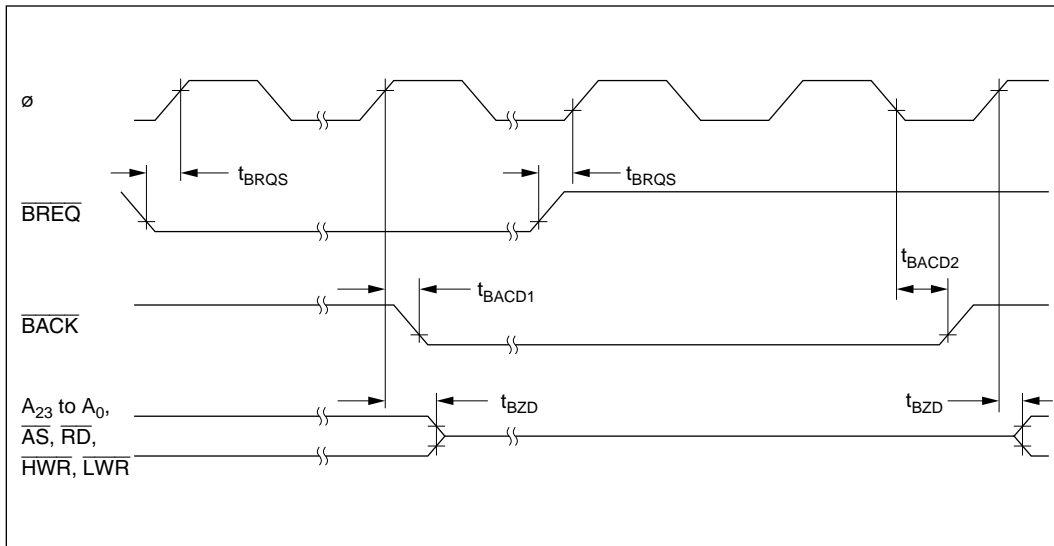 ø
tBRQS
tBRQS
BREQ
tBACD2
tBACD1
BACK
A23 to A0,
AS, RD,
HWR, LWR
tBZD
tBZD